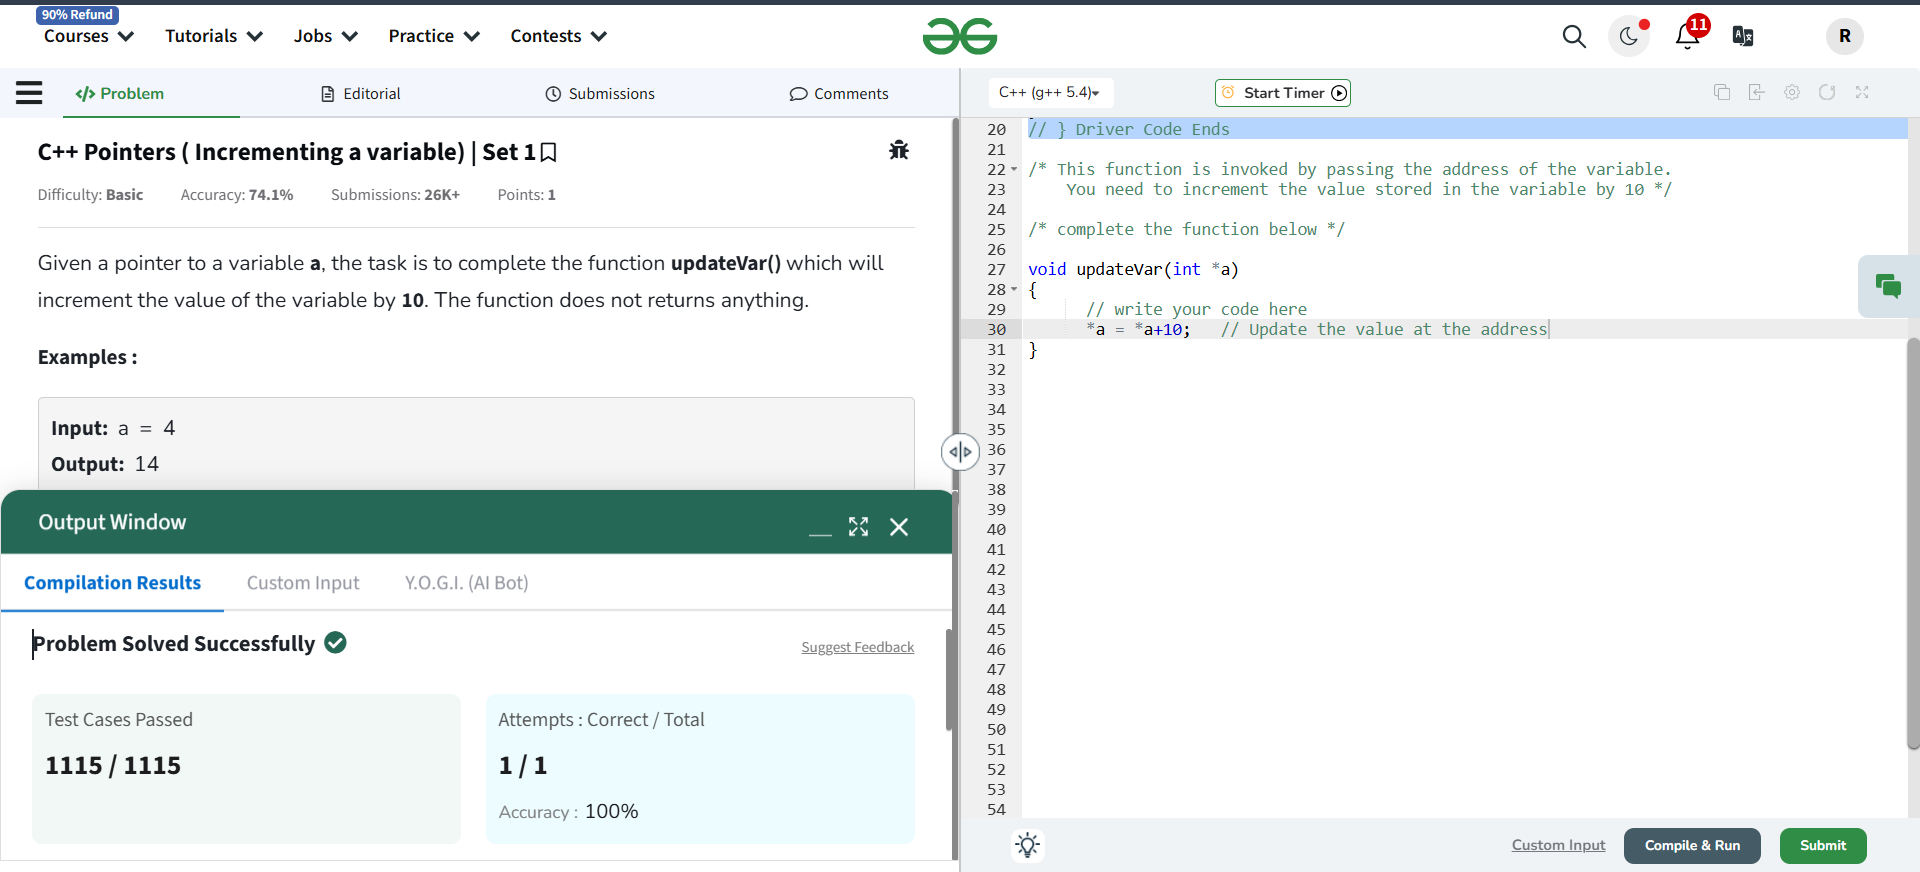 90% Refund
Courses Tutorials Jobs Practice Contests
11
R
</> Problem Editorial Submissions Comments
C++ Pointers ( Incrementing a variable) | Set 1
Difficulty: Basic Accuracy: 74.1% Submissions: 26K+ Points: 1
Given a pointer to a variable a, the task is to complete the function updateVar() which will
increment the value of the variable by 10. The function does not returns anything.
Examples :
Input: a = 4
Output: 14
Output Window
Compilation Results Custom Input Y.O.G.I. (AI Bot)
Problem Solved Successfully
Suggest Feedback
Test Cases Passed
1115 / 1115
Attempts : Correct / Total
1 / 1
Accuracy : 100%
C++ (g++ 5.4)
Start Timer
20 // } Driver Code Ends
21
22 /* This function is invoked by passing the address of the variable.
23 You need to increment the value stored in the variable by 10 */
24
25 /* complete the function below */
26
27 void updateVar(int *a)
28 {
29 // write your code here
30 *a = *a+10; // Update the value at the address
31 }
32
33
34
35
36
37
38
39
40
41
42
43
44
45
46
47
48
49
50
51
52
53
54
Custom Input Compile & Run Submit